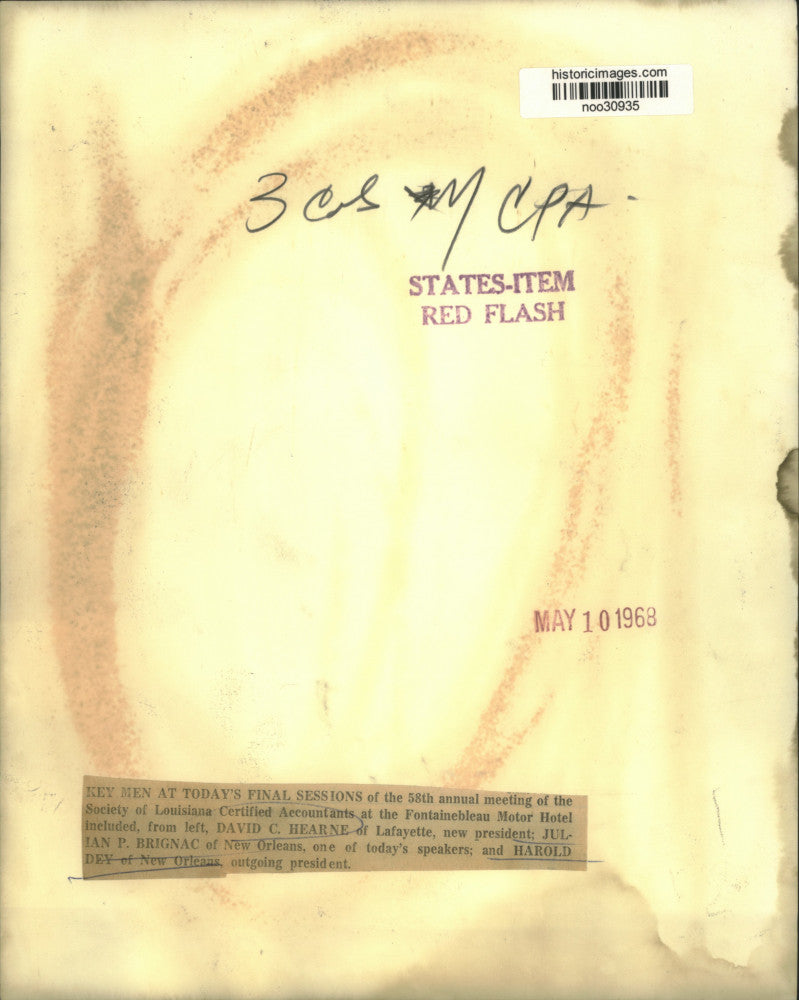 historicimages.com
noo30935
3 Cols M CPA -
STATES-ITEM
RED FLASH
MAY 10 1968
KEY MEN AT TODAY'S FINAL SESSIONS of the 58th annual meeting of the
Society of Louisiana Certified Accountants at the Fontainebleau Motor Hotel
included, from left, DAVID C. HEARNE of Lafayette, new president; JUL-
IAN P. BRIGNAC of New Orleans, one of today's speakers; and HAROLD
DEY of New Orleans, outgoing president.